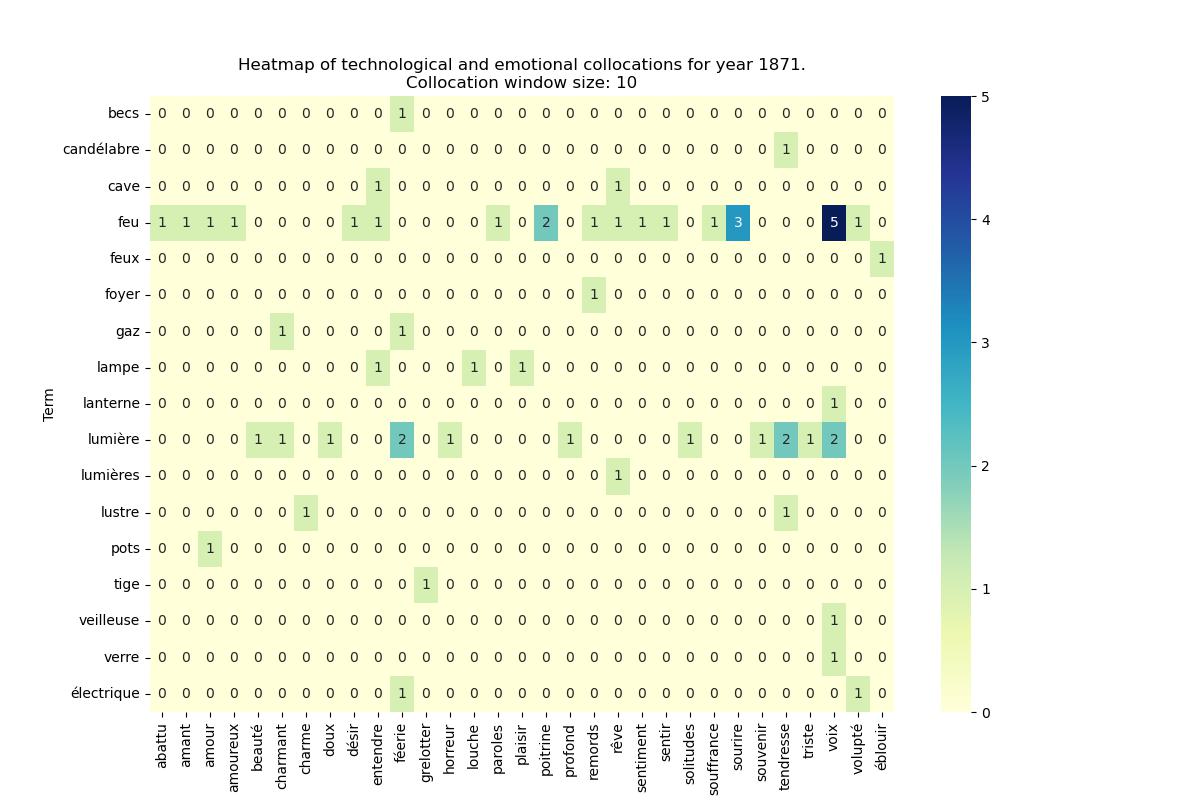 Heatmap of technological and emotional collocations for year 1871.
Collocation window size: 10
becs 0 0 0 0 0 0 0 0 0 0 1 0 0 0 0 0 0 0 0 0 0 0 0 0 0 0 0 0 0 0 0
candélabre 0 0 0 0 0 0 0 0 0 0 0 0 0 0 0 0 0 0 0 0 0 0 0 0 0 0 1 0 0 0 0
cave 0 0 0 0 0 0 0 0 0 1 0 0 0 0 0 0 0 0 0 1 0 0 0 0 0 0 0 0 0 0 0
feu 1 1 1 1 0 0 0 0 1 1 0 0 0 0 1 0 2 0 1 1 1 1 0 1 3 0 0 0 5 1 0
feux 0 0 0 0 0 0 0 0 0 0 0 0 0 0 0 0 0 0 0 0 0 0 0 0 0 0 0 0 0 0 1
foyer 0 0 0 0 0 0 0 0 0 0 0 0 0 0 0 0 0 0 1 0 0 0 0 0 0 0 0 0 0 0 0
gaz 0 0 0 0 0 1 0 0 0 0 1 0 0 0 0 0 0 0 0 0 0 0 0 0 0 0 0 0 0 0 0
lampe 0 0 0 0 0 0 0 0 0 1 0 0 0 1 0 1 0 0 0 0 0 0 0 0 0 0 0 0 0 0 0
lanterne 0 0 0 0 0 0 0 0 0 0 0 0 0 0 0 0 0 0 0 0 0 0 0 0 0 0 0 0 1 0 0
lumière 0 0 0 0 1 1 0 1 0 0 2 0 1 0 0 0 0 1 0 0 0 0 1 0 0 1 2 1 2 0 0
lumières 0 0 0 0 0 0 0 0 0 0 0 0 0 0 0 0 0 0 0 1 0 0 0 0 0 0 0 0 0 0 0
lustre 0 0 0 0 0 0 1 0 0 0 0 0 0 0 0 0 0 0 0 0 0 0 0 0 0 0 1 0 0 0 0
pots 0 0 1 0 0 0 0 0 0 0 0 0 0 0 0 0 0 0 0 0 0 0 0 0 0 0 0 0 0 0 0
tige 0 0 0 0 0 0 0 0 0 0 0 1 0 0 0 0 0 0 0 0 0 0 0 0 0 0 0 0 0 0 0
veilleuse 0 0 0 0 0 0 0 0 0 0 0 0 0 0 0 0 0 0 0 0 0 0 0 0 0 0 0 0 1 0 0
verre 0 0 0 0 0 0 0 0 0 0 0 0 0 0 0 0 0 0 0 0 0 0 0 0 0 0 0 0 1 0 0
électrique 0 0 0 0 0 0 0 0 0 0 1 0 0 0 0 0 0 0 0 0 0 0 0 0 0 0 0 0 0 1 0
Term
abattu
amant
amour
amoureux
beauté
charmant
charme
doux
désir
entendre
féerie
grelotter
horreur
louche
paroles
plaisir
poitrine
profond
remords
rêve
sentiment
sentir
solitudes
souffrance
sourire
souvenir
tendresse
triste
voix
volupté
éblouir
5
4
3
2
1
0